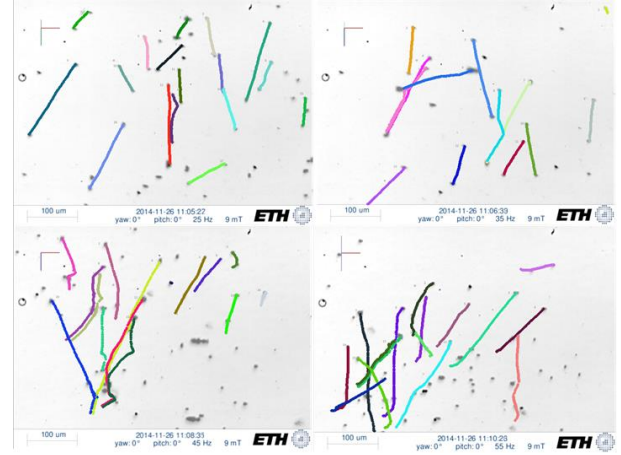 100 um
2014-11-26 11:05:27
yaw: 0° pitch: 0° 25 Hz 9 mT
ETH
100 um
2014-11-26 11:06:33
yaw: 0° pitch: 0° 35 Hz 9 mT
ETH
100 um
2014-11-26 11:08:35
yaw: 0° pitch: 0° 45 Hz 9 mT
ETH
100 um
2014-11-26 11:10:26
yaw: 0° pitch: 0° 55 Hz 9 mT
ETH